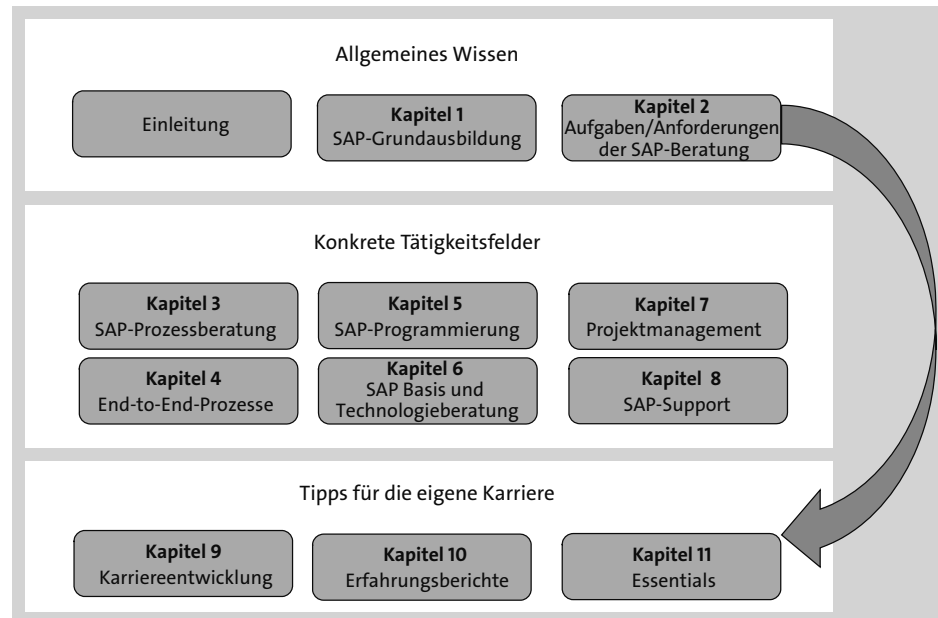 Allgemeines Wissen
Einleitung
Kapitel 1
SAP-Grundausbildung
Kapitel 2
Aufgaben/Anforderungen
der SAP-Beratung
Konkrete Tätigkeitsfelder
Kapitel 3
SAP-Prozessberatung
Kapitel 5
SAP-Programmierung
Kapitel 7
Projektmanagement
Kapitel 4
End-to-End-Prozesse
Kapitel 6
SAP Basis und
Technologieberatung
Kapitel 8
SAP-Support
Tipps für die eigene Karriere
Kapitel 9
Karriereentwicklung
Kapitel 10
Erfahrungsberichte
Kapitel 11
Essentials